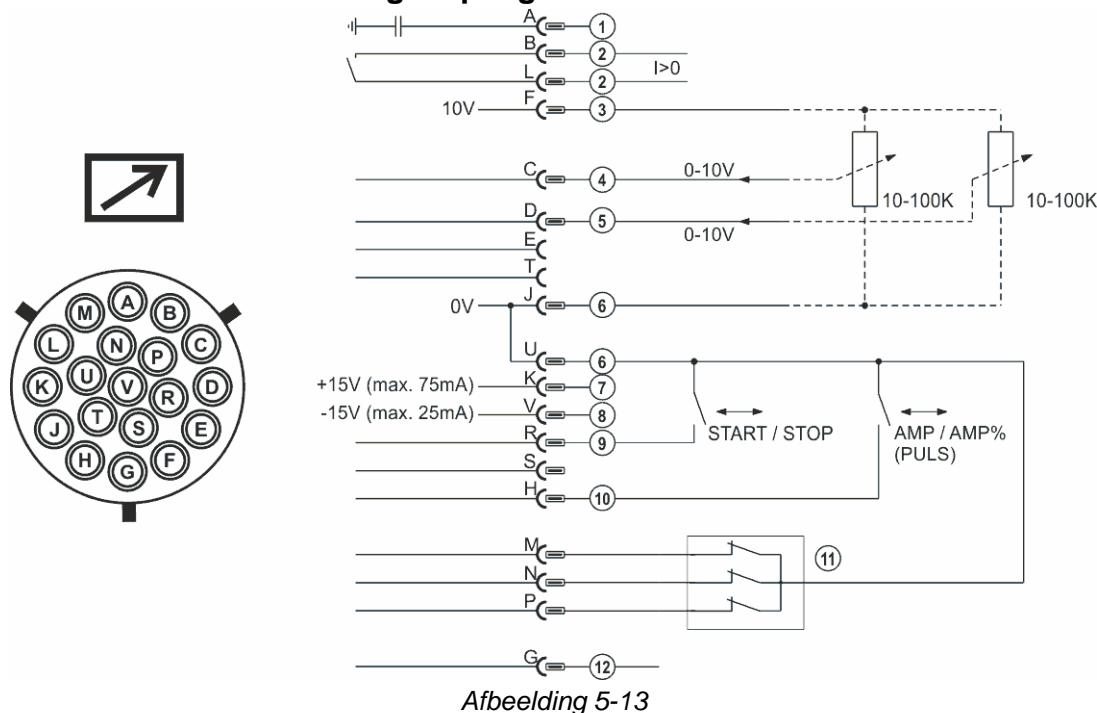 A 1
B 2
L 2 I>0
10V F 3
C 4 0-10V
10-100K 10-100K
D 5
0-10V
E
T
0V J 6
U 6
+15V (max. 75mA) K 7
-15V (max. 25mA) V 8
R 9
START / STOP
AMP / AMP%
(PULS)
S
H 10
M
N
P
11
G 12
A
M B
L N P C
K U V R D
J T S E
H G F
Afbeelding 5-13